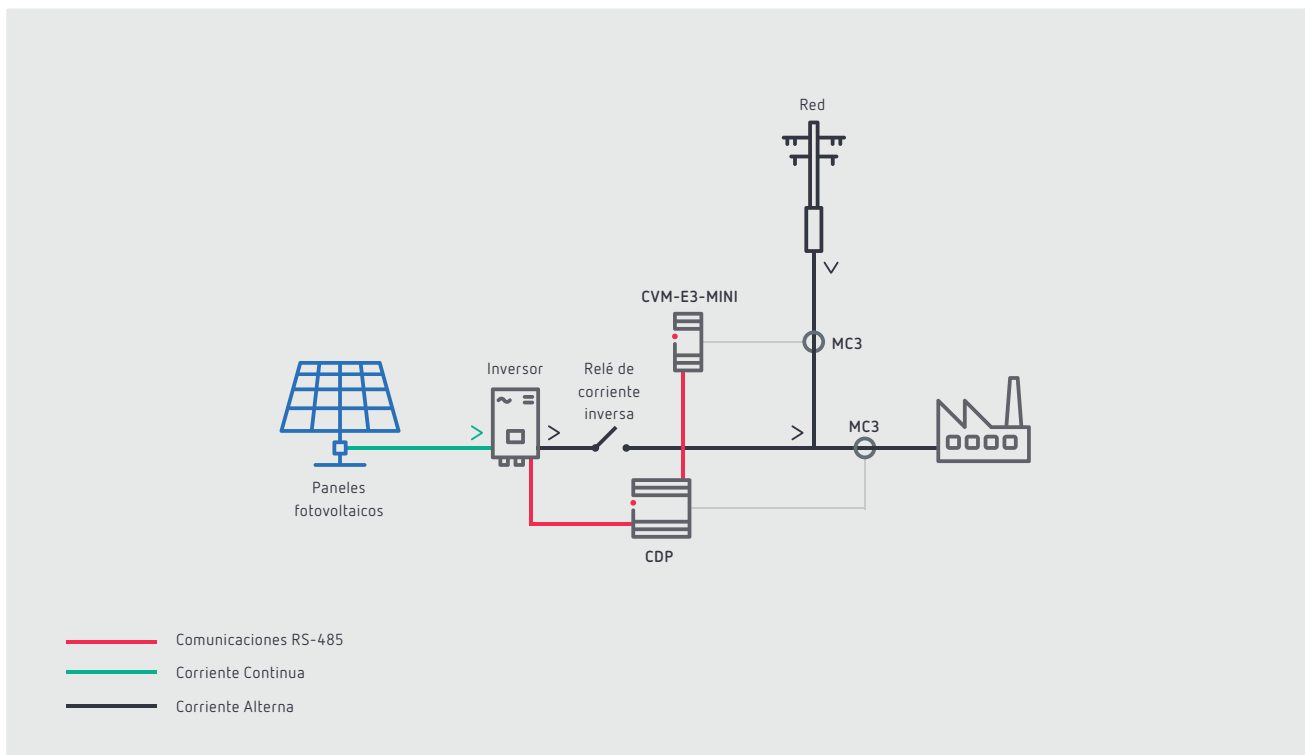 Red
CVM-E3-MINI
MC3
Inversor
Relé de
corriente
inversa
MC3
Paneles
fotovoltaicos
CDP
Comunicaciones RS-485
Corriente Continua
Corriente Alterna